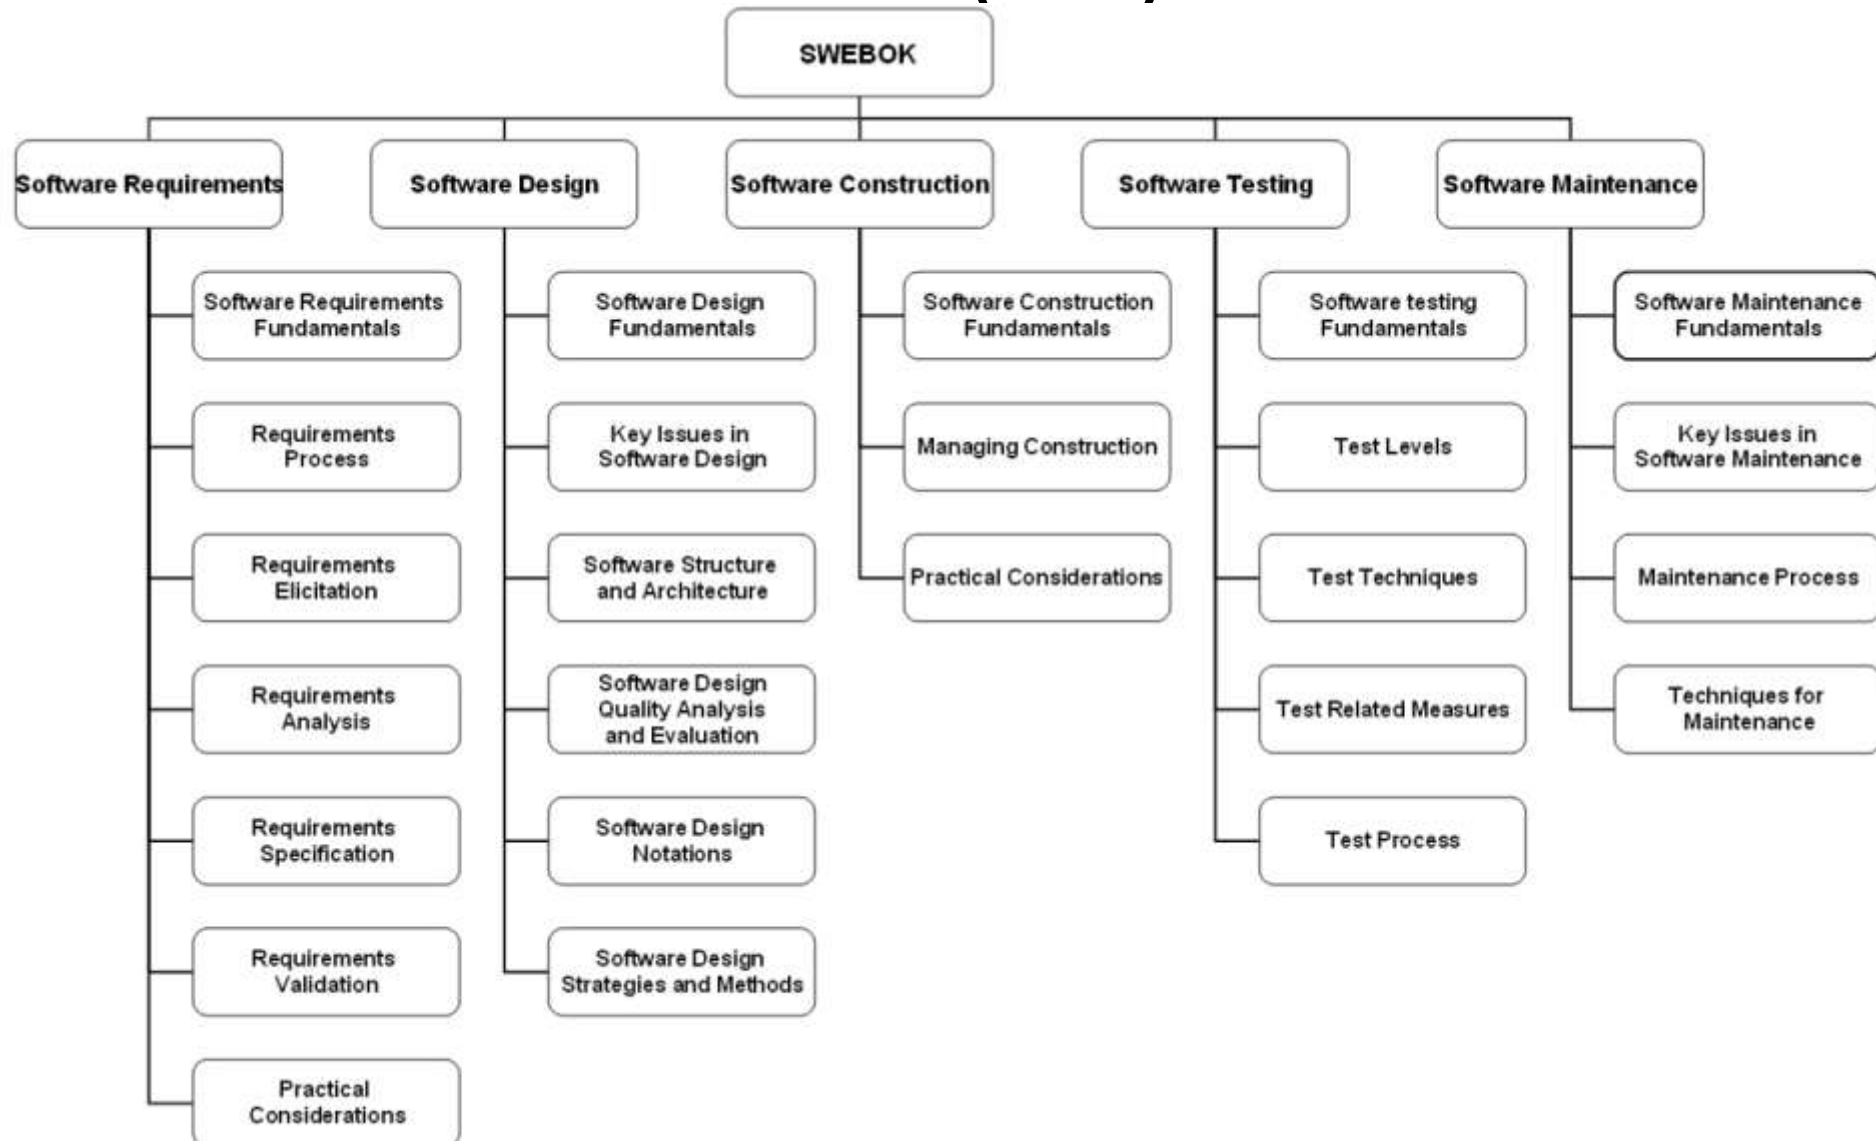 SWEBOK
Software Requirements
Software Design
Software Construction
Software Testing
Software Maintenance
Software Requirements
Fundamentals
Requirements
Process
Requirements
Elicitation
Requirements
Analysis
Requirements
Specification
Requirements
Validation
Practical
Considerations
Software Design
Fundamentals
Key Issues in
Software Design
Software Structure
and Architecture
Software Design
Quality Analysis
and Evaluation
Software Design
Notations
Software Design
Strategies and Methods
Software Construction
Fundamentals
Managing Construction
Practical Considerations
Software testing
Fundamentals
Test Levels
Test Techniques
Test Related Measures
Test Process
Software Maintenance
Fundamentals
Key Issues in
Software Maintenance
Maintenance Process
Techniques for
Maintenance